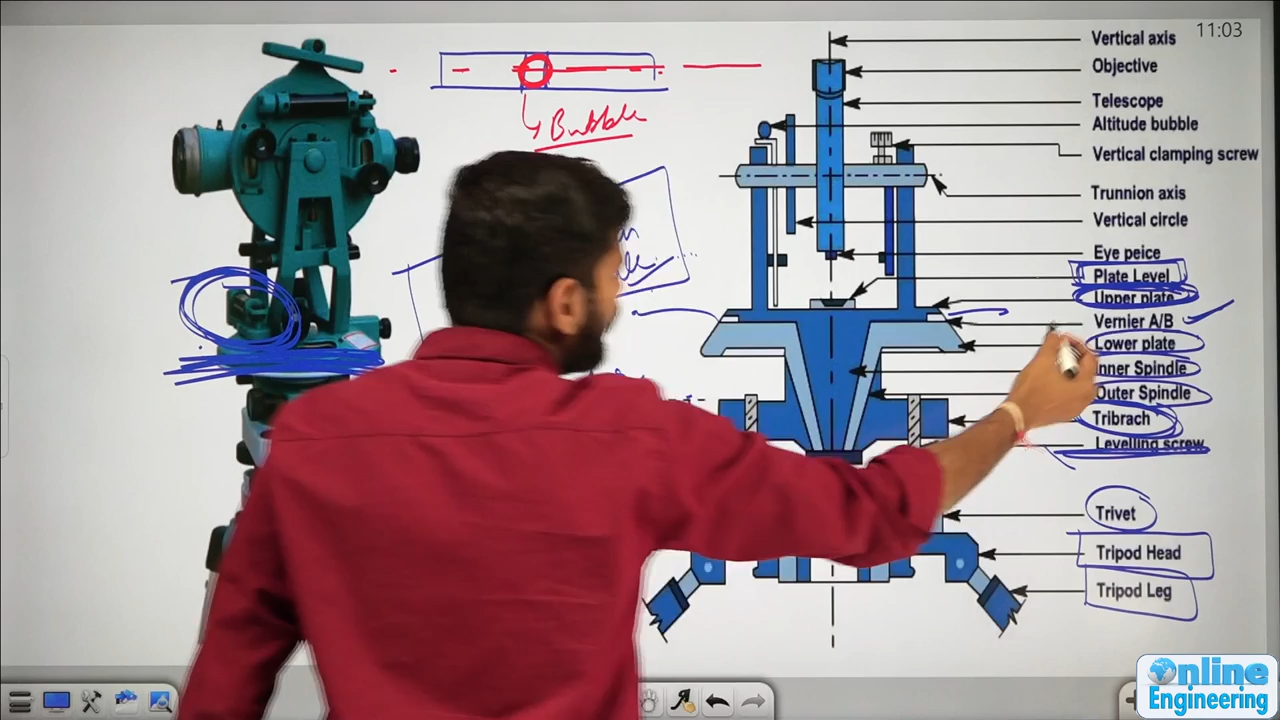 11:03
Bubble
Vertical axis
Objective
Telescope
Altitude bubble
Vertical clamping screw
Trunnion axis
Vertical circle
Eye peice
Plate Level
Upper plate
Vernier A/B
Lower plate
Inner Spindle
Outer Spindle
Tribrach
Levelling screw
Trivet
Tripod Head
Tripod Leg
Online
Engineering